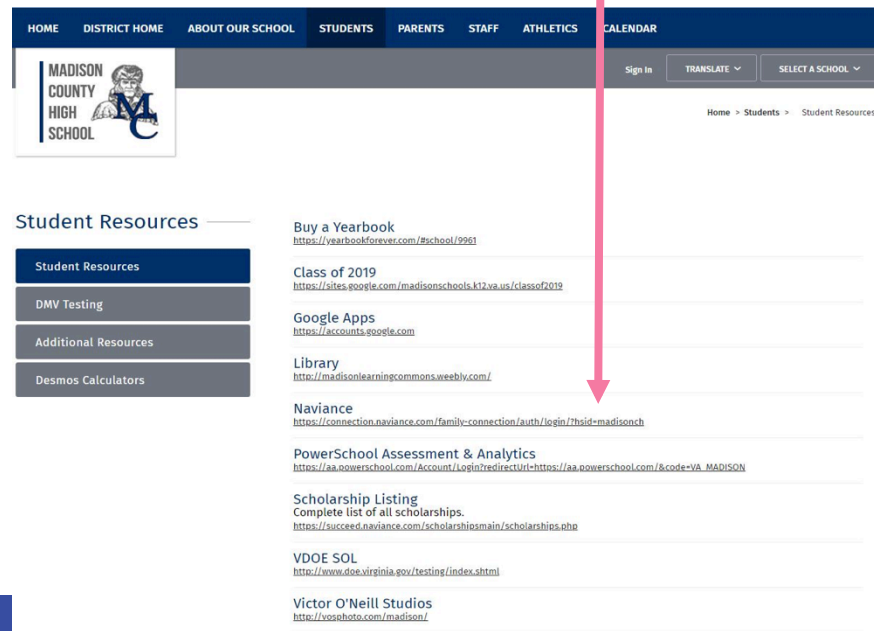 HOME DISTRICT HOME ABOUT OUR SCHOOL STUDENTS PARENTS STAFF ATHLETICS CALENDAR
MADISON
COUNTY
HIGH
SCHOOL
MC
Sign In TRANSLATE SELECT A SCHOOL
Home > Students > Student Resources
Student Resources
Student Resources
DMV Testing
Additional Resources
Desmos Calculators
Buy a Yearbook
https://yearbookforever.com/#school/9961
Class of 2019
https://sites.google.com/madisonschools.k12.va.us/classof2019
Google Apps
https://accounts.google.com
Library
http://madisonlearningcommons.weebly.com/
Naviance
https://connection.naviance.com/family-connection/auth/login/?hsid=madisonch
PowerSchool Assessment & Analytics
https://aa.powerschool.com/Account/Login?redirectUrl=https://aa.powerschool.com/&code=VA_MADISON
Scholarship Listing
Complete list of all scholarships.
https://succeed.naviance.com/scholarshipsmain/scholarships.php
VDOE SOL
http://www.doe.virginia.gov/testing/index.shtml
Victor O'Neill Studios
http://vosphoto.com/madison/